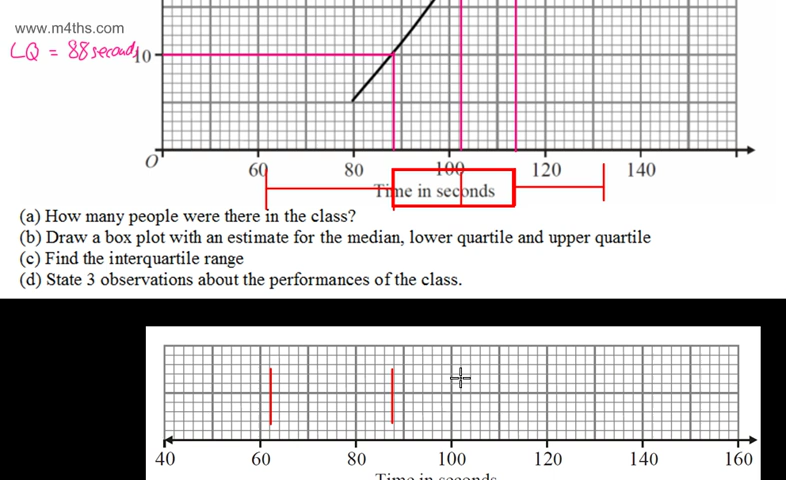 www.m4ths.com
LQ = 88 seconds
10
O 60 80 100 120 140
Time in seconds
(a) How many people were there in the class?
(b) Draw a box plot with an estimate for the median, lower quartile and upper quartile
(c) Find the interquartile range
(d) State 3 observations about the performances of the class.
40 60 80 100 120 140 160
Time in seconds